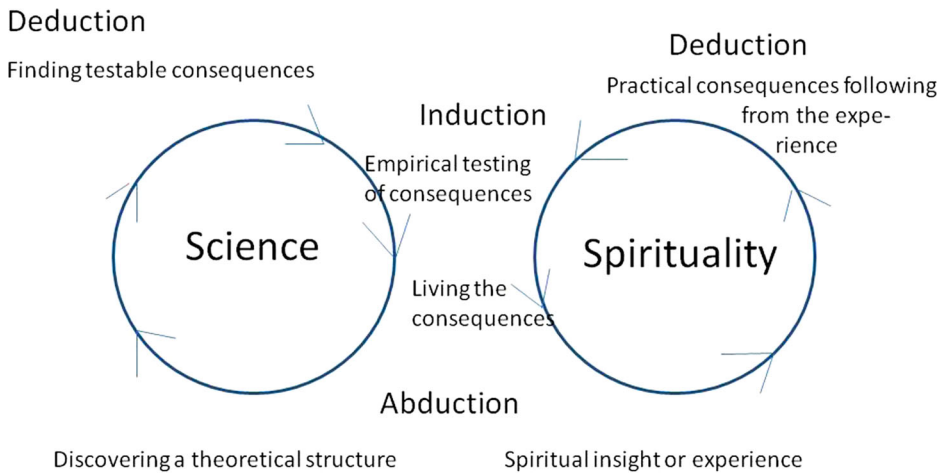 Deduction
Finding testable consequences
Deduction
Practical consequences following
from the expe-
rience
Induction
Empirical testing
of consequences
Science
Spirituality
Living the
consequences
Abduction
Discovering a theoretical structure
Spiritual insight or experience